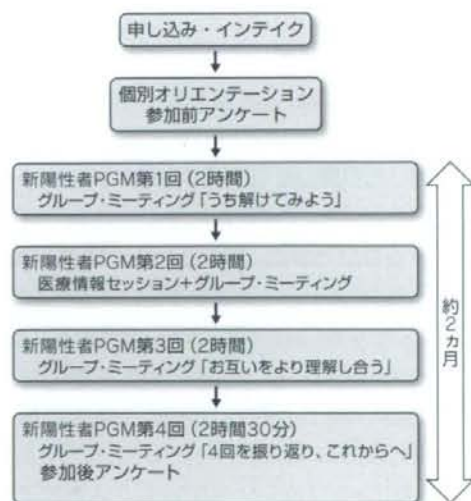 申し込み・インテイク
個別オリエンテーション
参加前アンケート
新陽性者PGM第1回(2時間)
グループ・ミーティング「うち解けてみよう」
新陽性者PGM第2回(2時間)
医療情報セッション+グループ・ミーティング
新陽性者PGM第3回(2時間)
グループ・ミーティング「お互いをより理解し合う」
新陽性者PGM第4回(2時間30分)
グループ・ミーティング「4回を振り返り、これからへ」
参加後アンケート
約2ヵ月